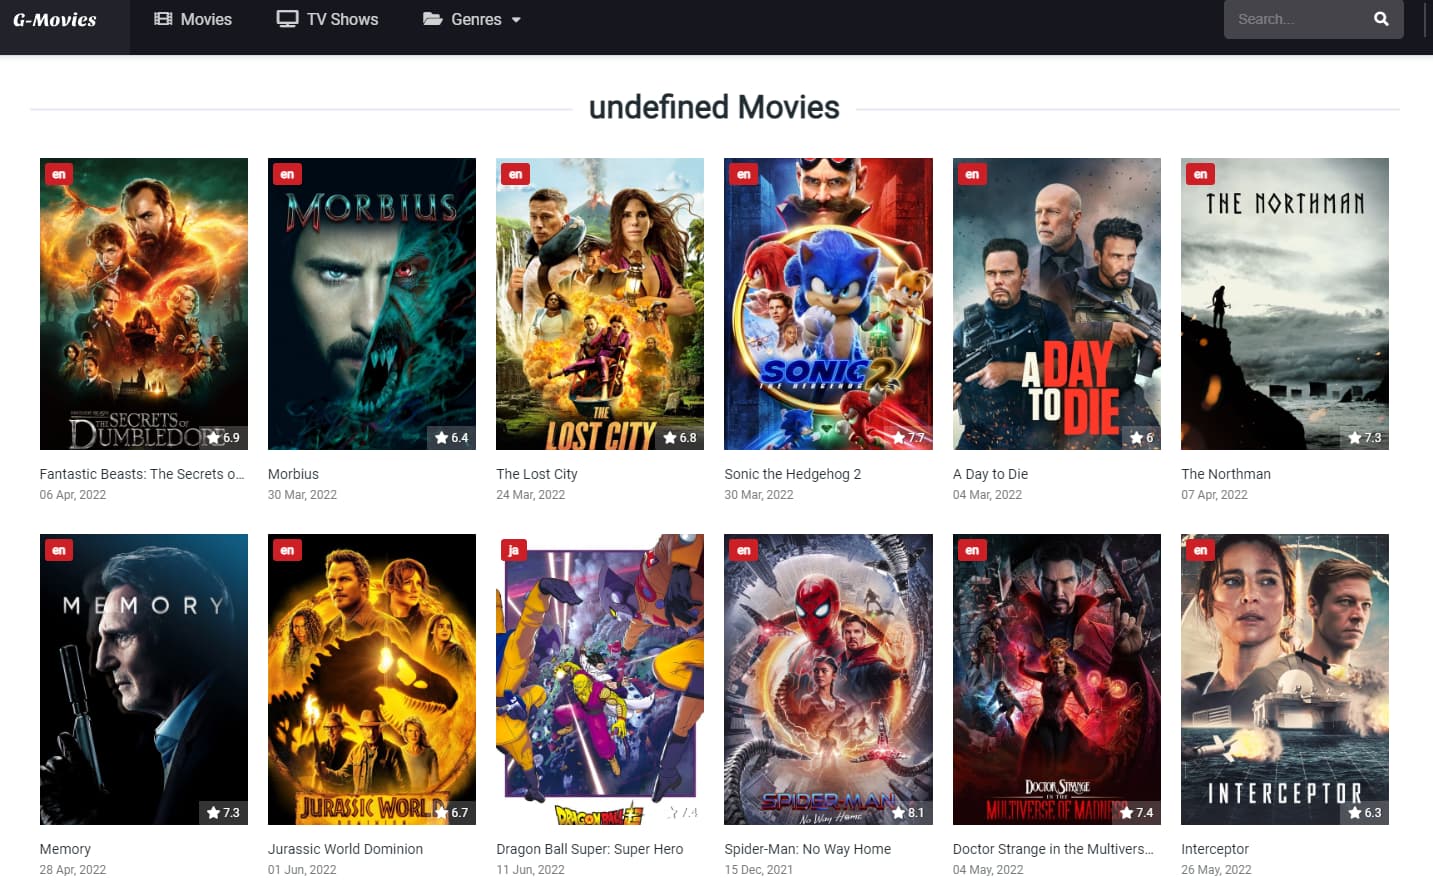 G-Movies
Movies
TV Shows
Genres
Search...
undefined Movies
en
en
en
en
en
en
MORBIUS
THE NORTHMAN
SONIC 2
THE HEDGEHOG
A DAY
TO DIE
THE SECRETS OF
DUMBLEDORE
THE
LOST CITY
6.9
6.4
6.8
7.7
6
7.3
Fantastic Beasts: The Secrets o...
Morbius
The Lost City
Sonic the Hedgehog 2
A Day to Die
The Northman
06 Apr, 2022
30 Mar, 2022
24 Mar, 2022
30 Mar, 2022
04 Mar, 2022
07 Apr, 2022
en
en
ja
en
en
en
MEMORY
JURASSIC WORLD
DOMINION
DRAGONBALL
SPIDER-MAN
No Way Home
DOCTOR STRANGE
IN THE
MULTIVERSE OF MADNESS
INTERCEPTOR
7.3
6.7
7.4
8.1
7.4
6.3
Memory
Jurassic World Dominion
Dragon Ball Super: Super Hero
Spider-Man: No Way Home
Doctor Strange in the Multivers...
Interceptor
28 Apr, 2022
01 Jun, 2022
11 Jun, 2022
15 Dec, 2021
04 May, 2022
26 May, 2022